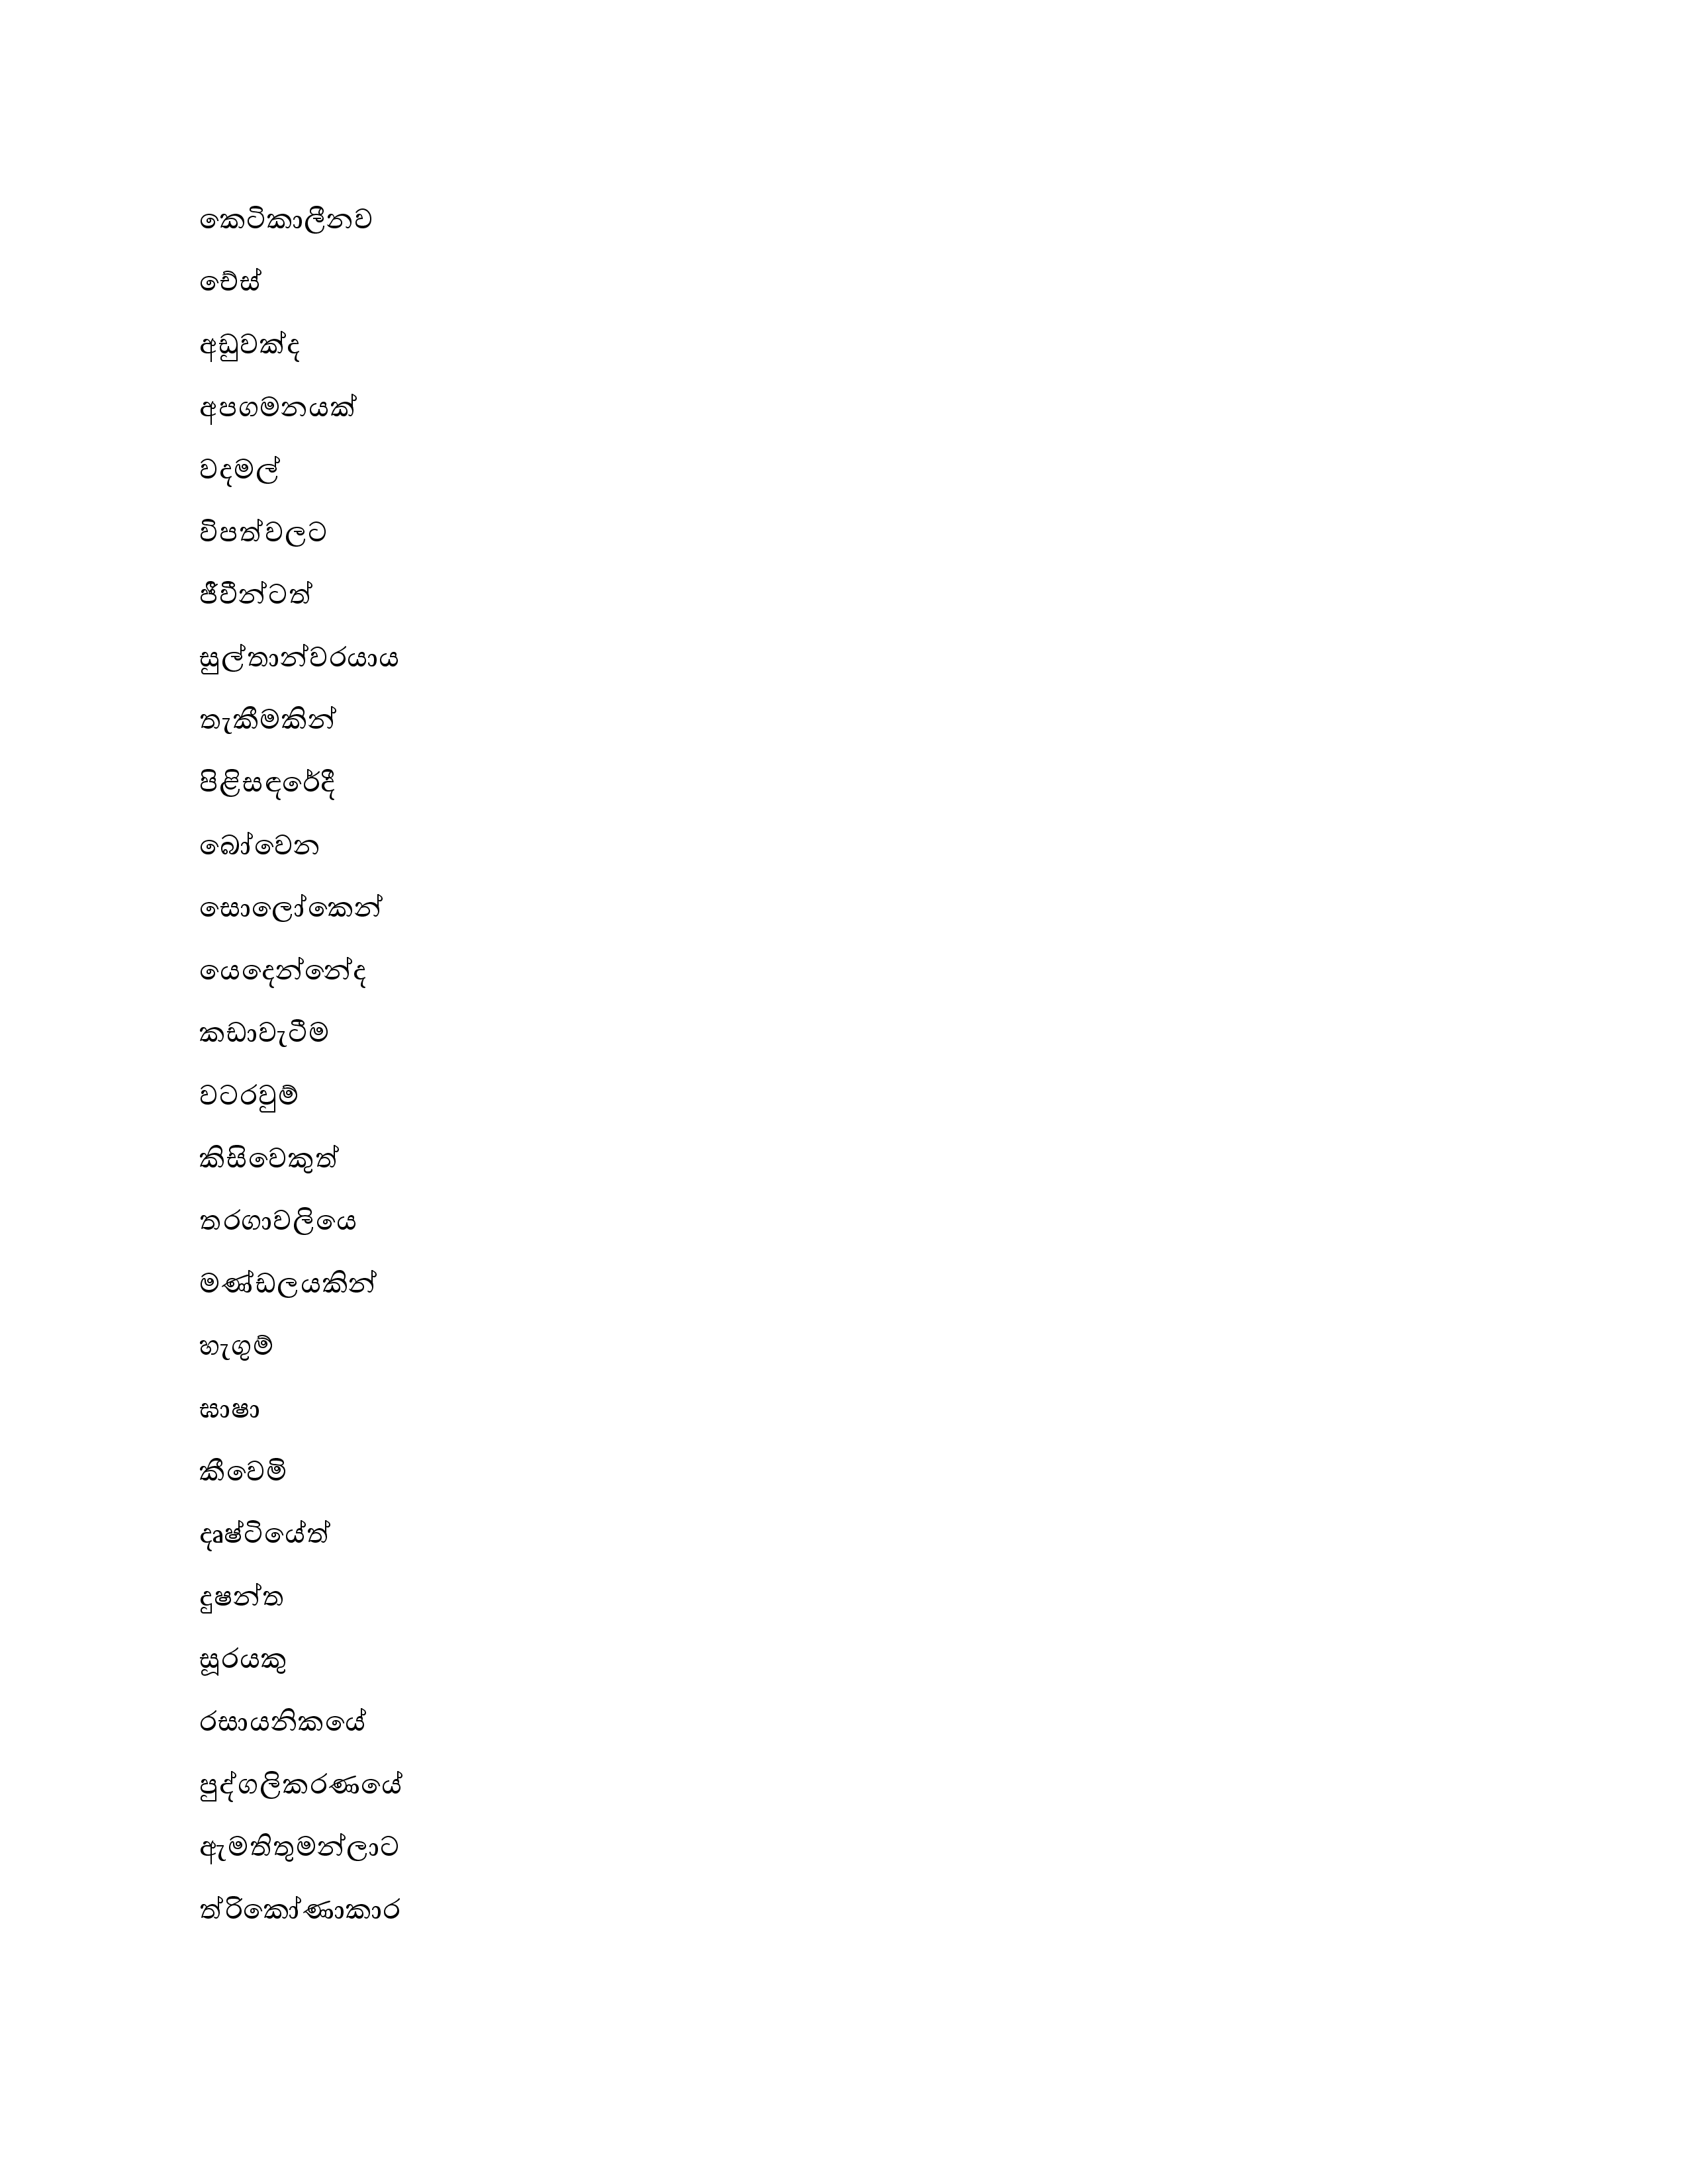 කෙටිකාලීනව
චේස්
අඩුවක්ද
අපගමනයක්
වදමල්
විපත්වලට
ජීවීන්ටත්
සුල්තාන්වරයාය
තැකීමකින්
පිළිසඳරේදී
බෝවෙන
සොලෝකෙන්
යෙදෙන්නේද
කඩාවැටීම
වටරවුම්
කිසිවෙකුත්
තරගාවලියෙ
මණ්ඩලයකින්
හැගුම්
ඝාෂා
කීවෙමි
දෘෂ්ටියේත්
දුෂන්ත
සූරයකු
රසායනිකයේ
පුද්ගලිකරණයේ
ඇමතිතුමන්ලාට
ත්රිකෝණාකාර